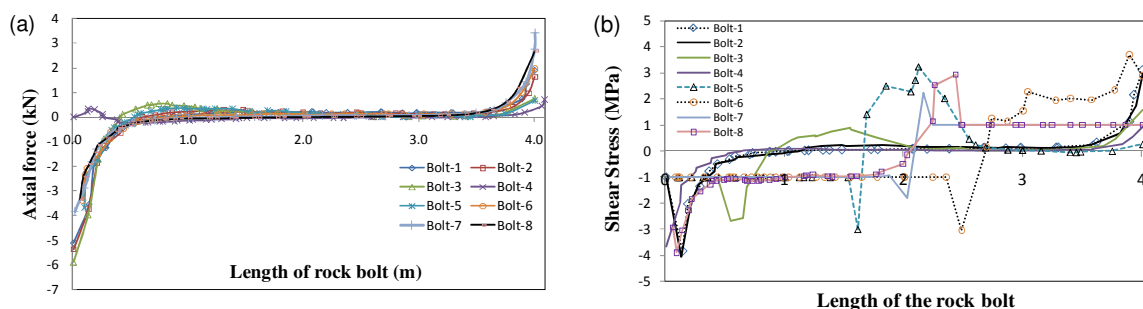 (a)
Axial force (kN)
4
3
2
1
0
-1
-2
-3
-4
-5
-6
-7
0.0
1.0
2.0
3.0
4.0
Bolt-1
Bolt-2
Bolt-3
Bolt-4
Bolt-5
Bolt-6
Bolt-7
Bolt-8
Length of rock bolt (m)
(b)
Shear Stress (MPa)
5
4
3
2
1
0
-1
-2
-3
-4
-5
0
1
2
3
4
Bolt-1
Bolt-2
Bolt-3
Bolt-4
Bolt-5
Bolt-6
Bolt-7
Bolt-8
Length of the rock bolt